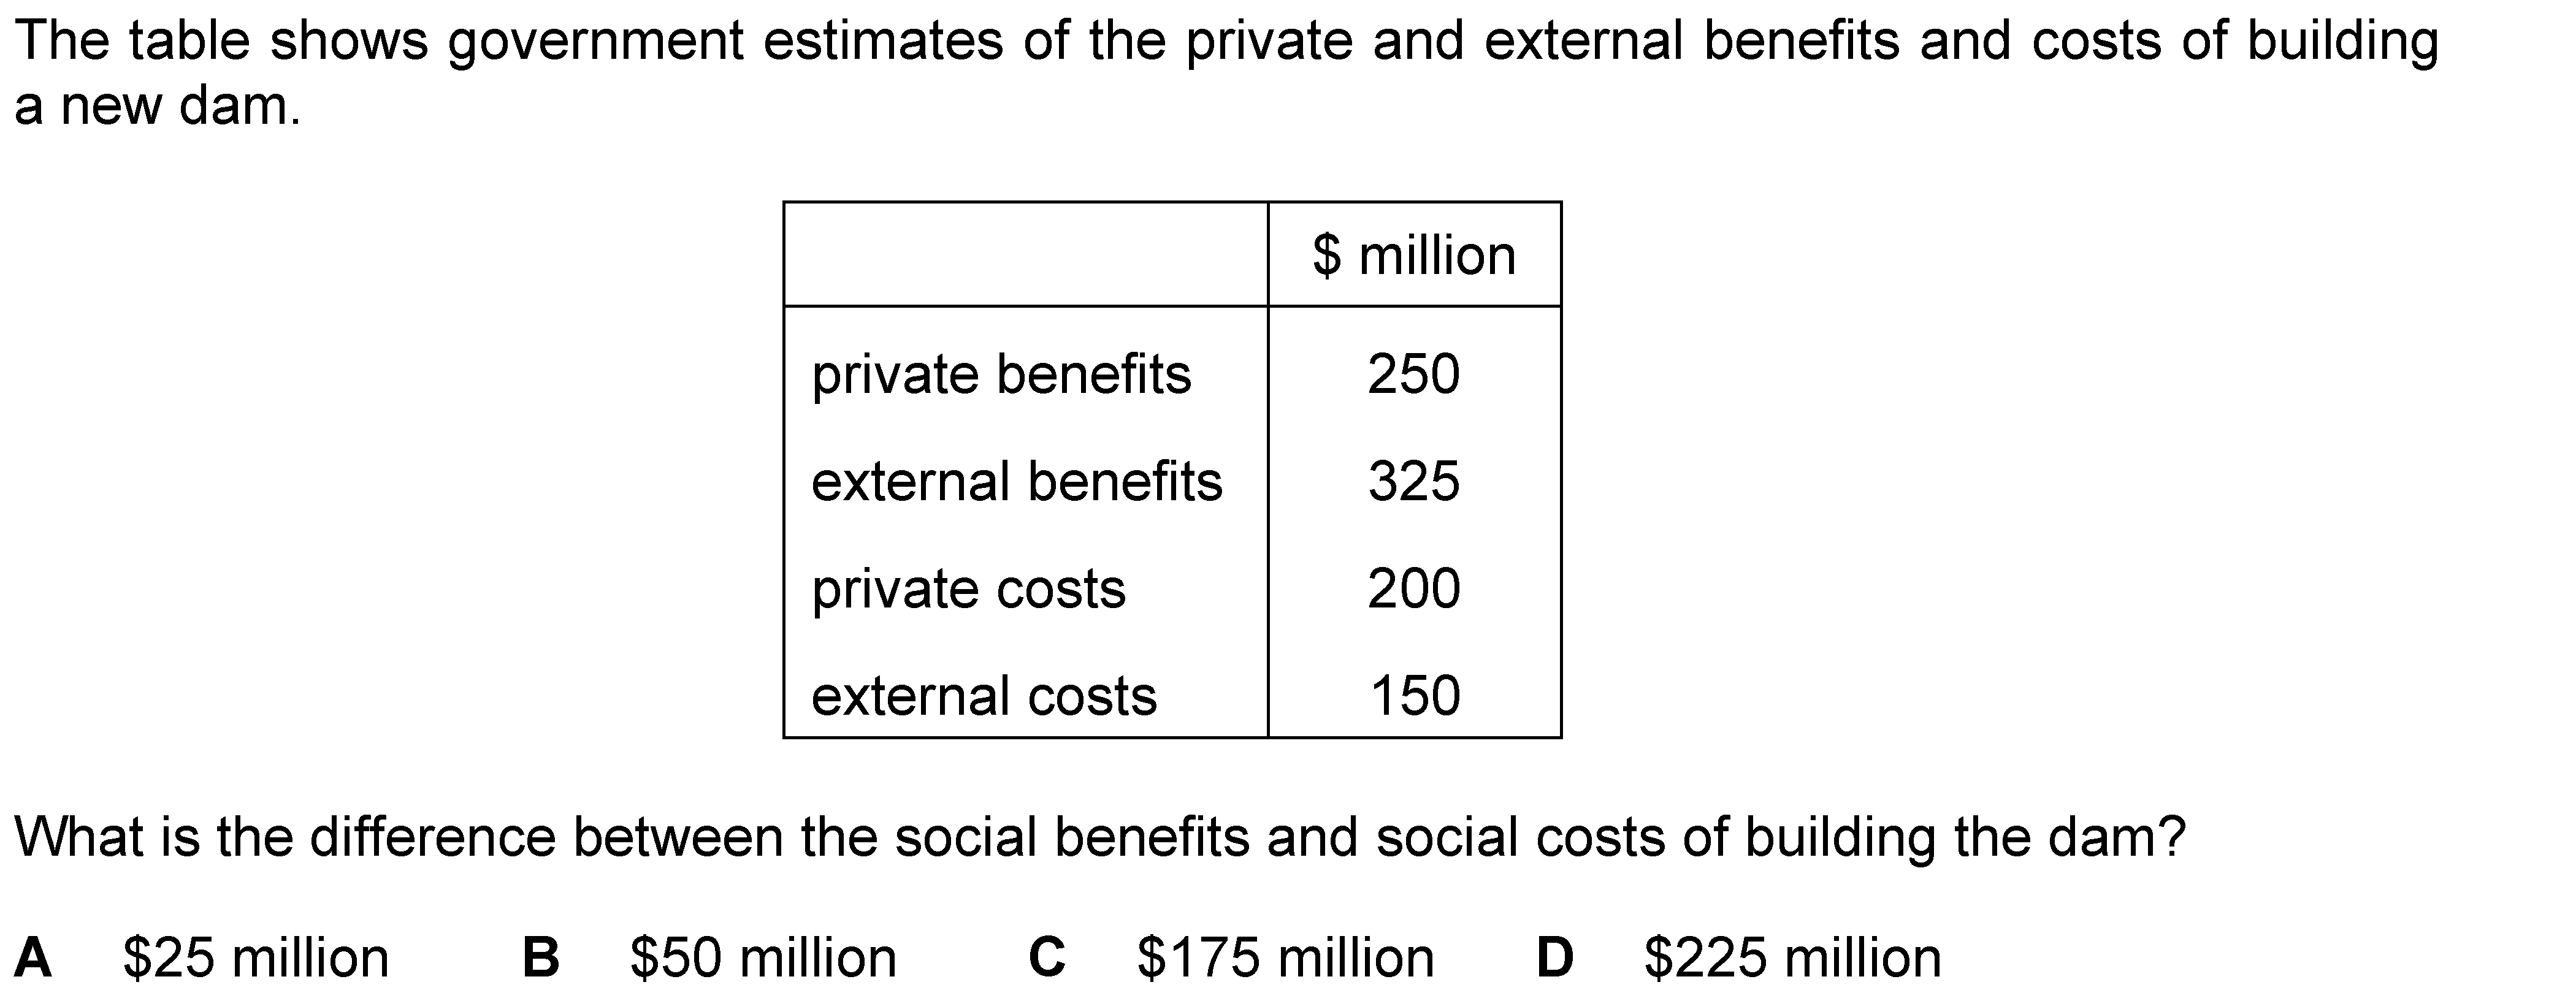 The table shows government estimates of the private and external benefits and costs of building
a new dam.
$ million
private benefits 250
external benefits 325
private costs 200
external costs 150
What is the difference between the social benefits and social costs of building the dam?
A $25 million B $50 million C $175 million D $225 million